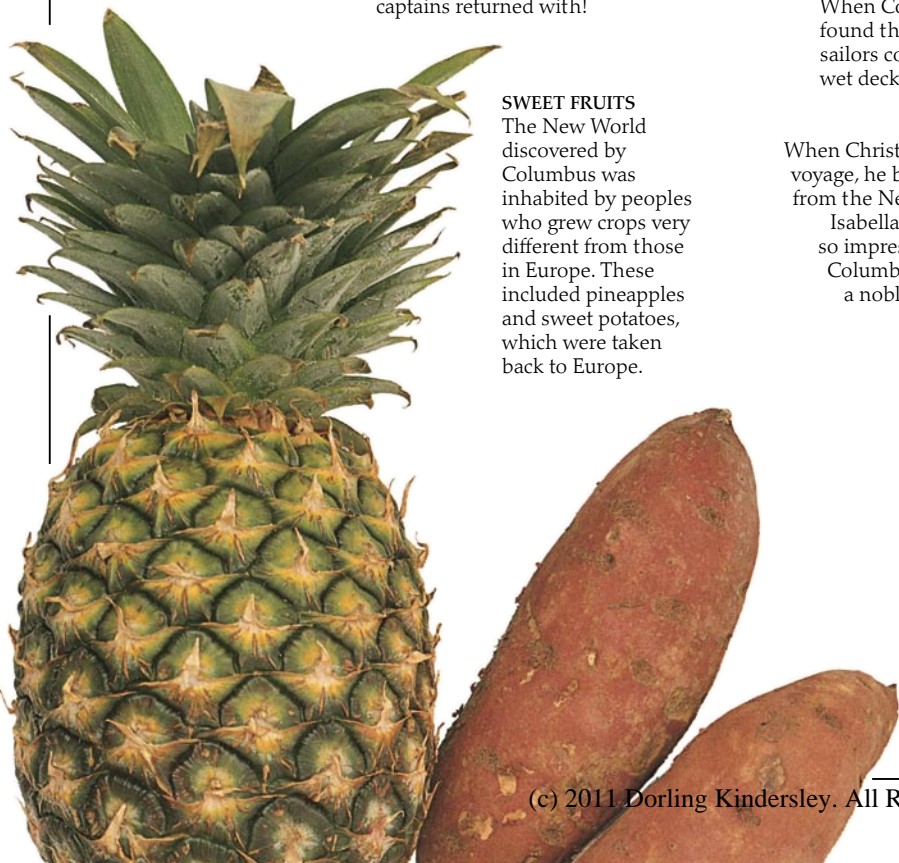 captains returned with!
SWEET FRUITS
The New World
discovered by
Columbus was
inhabited by peoples
who grew crops very
different from those
in Europe. These
included pineapples
and sweet potatoes,
which were taken
back to Europe.
When Co
found th
sailors co
wet deck
When Christ
voyage, he b
from the Ne
Isabella
so impres
Columb
a nobl
(c) 2011 Dorling Kindersley. All R